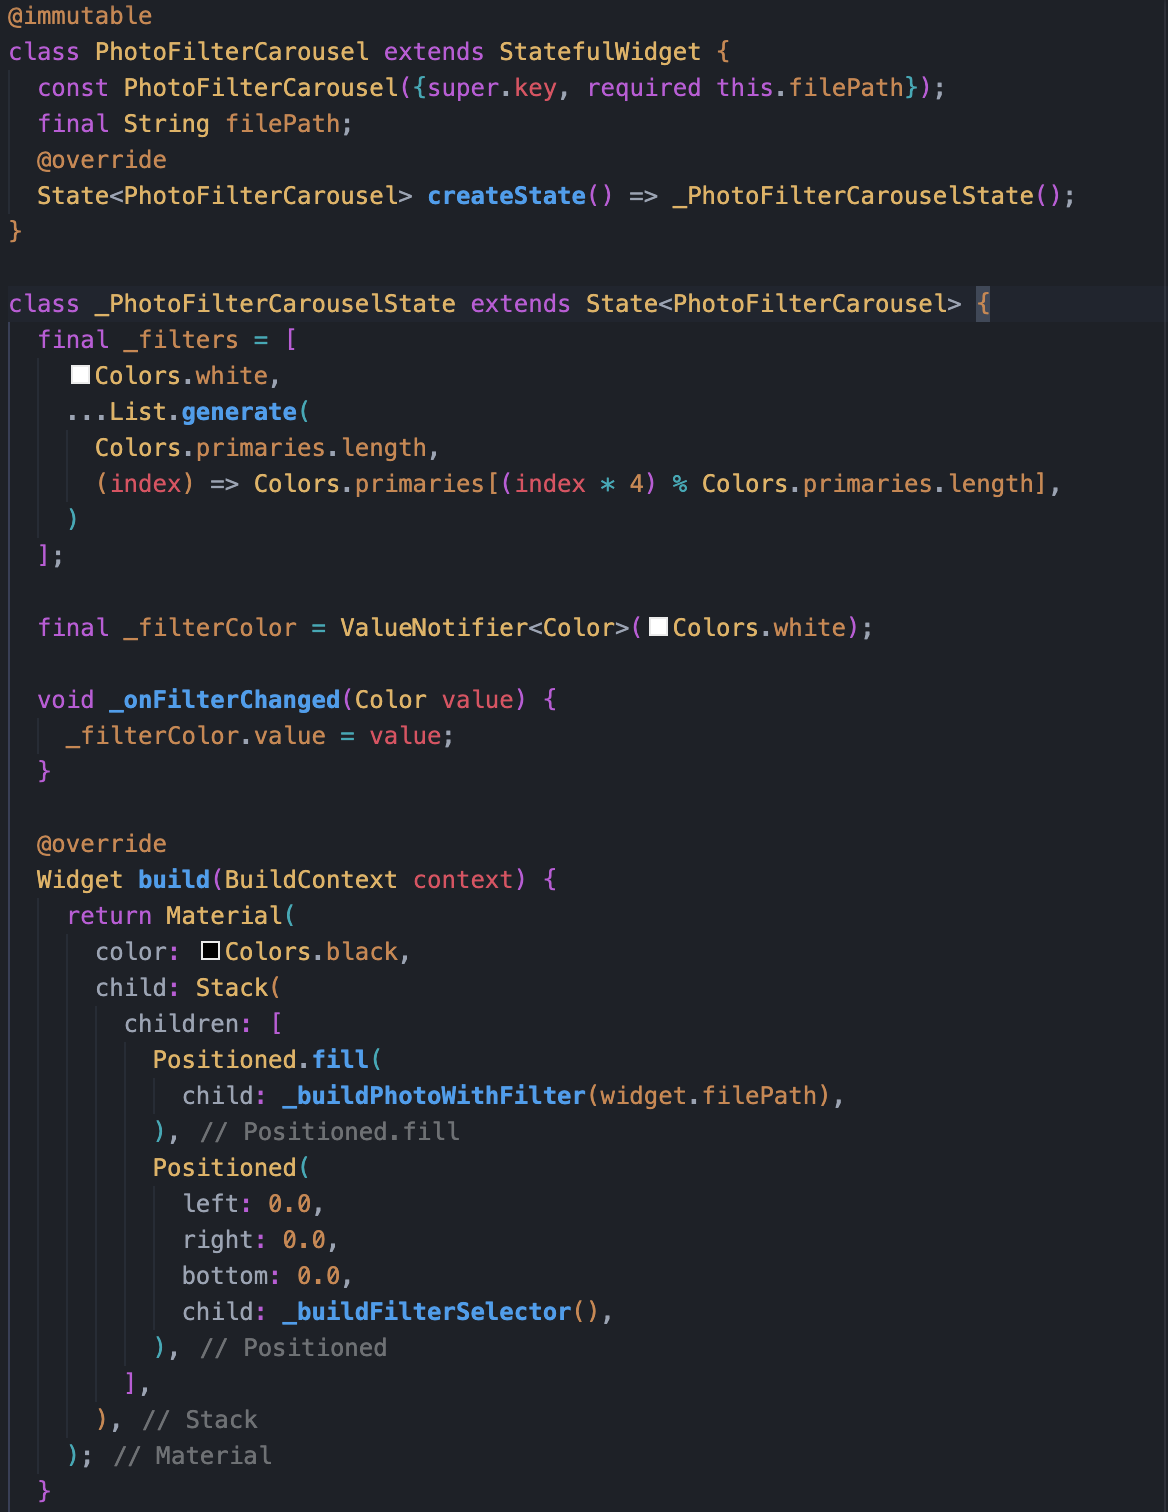 @immutable
class PhotoFilterCarousel extends StatefulWidget {
  const PhotoFilterCarousel({super.key, required this.filePath});
  final String filePath;
  @override
  State<PhotoFilterCarousel> createState() => _PhotoFilterCarouselState();
}

class _PhotoFilterCarouselState extends State<PhotoFilterCarousel> {
  final _filters = [
    Colors.white,
    ...List.generate(
      Colors.primaries.length,
      (index) => Colors.primaries[(index * 4) % Colors.primaries.length],
    )
  ];

  final _filterColor = ValueNotifier<Color>(Colors.white);

  void _onFilterChanged(Color value) {
    _filterColor.value = value;
  }

  @override
  Widget build(BuildContext context) {
    return Material(
      color: Colors.black,
      child: Stack(
        children: [
          Positioned.fill(
            child: _buildPhotoWithFilter(widget.filePath),
          ), // Positioned.fill
          Positioned(
            left: 0.0,
            right: 0.0,
            bottom: 0.0,
            child: _buildFilterSelector(),
          ), // Positioned
        ],
      ), // Stack
    ); // Material
  }